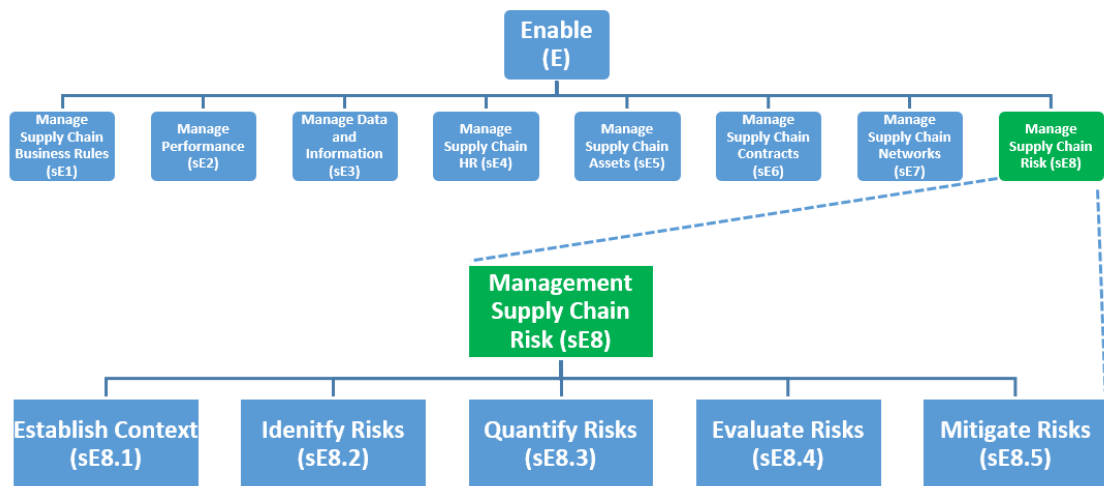 Enable
(E)
Manage
Supply Chain
Business Rules
(sE1)
Manage
Performance
(sE2)
Manage Data
and
Information
(sE3)
Manage
Supply Chain
HR (sE4)
Manage
Supply Chain
Assets (sE5)
Manage
Supply Chain
Contracts
(sE6)
Manage
Supply Chain
Networks
(sE7)
Manage
Supply Chain
Risk (sE8)
Management
Supply Chain
Risk (sE8)
Establish Context
(sE8.1)
Idenitfy Risks
(sE8.2)
Quantify Risks
(sE8.3)
Evaluate Risks
(sE8.4)
Mitigate Risks
(sE8.5)